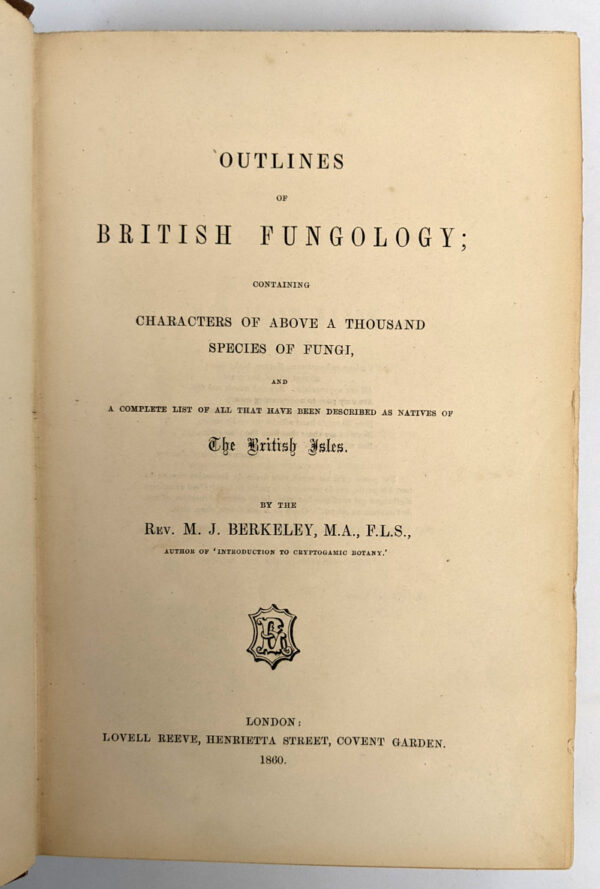 OUTLINES
OF
BRITISH FUNGOLOGY;
CONTAINING
CHARACTERS OF ABOVE A THOUSAND
SPECIES OF FUNGI,
AND
A COMPLETE LIST OF ALL THAT HAVE BEEN DESCRIBED AS NATIVES OF
The British Isles.
BY THE
REV. M. J. BERKELEY, M.A., F.L.S.,
AUTHOR OF 'INTRODUCTION TO CRYPTOGAMIC BOTANY.'
LONDON:
LOVELL REEVE, HENRIETTA STREET, COVENT GARDEN.
1860.